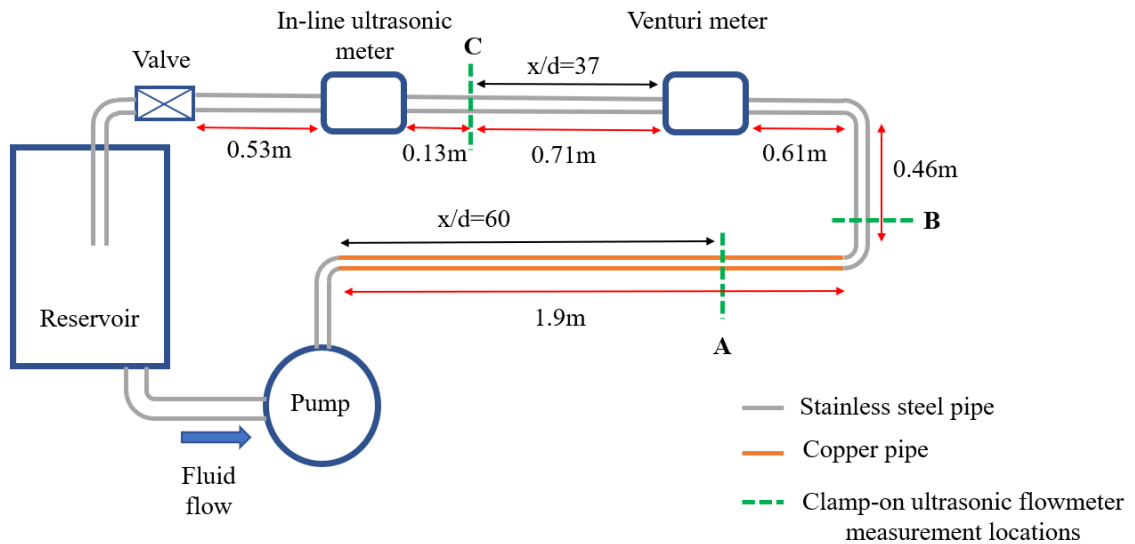 In-line ultrasonic
meter
Venturi meter
Valve
C
x/d=37
0.53m
0.13m
0.71m
0.61m
0.46m
x/d=60
B
Reservoir
1.9m
A
Pump
Fluid
flow
Stainless steel pipe
Copper pipe
Clamp-on ultrasonic flowmeter
measurement locations